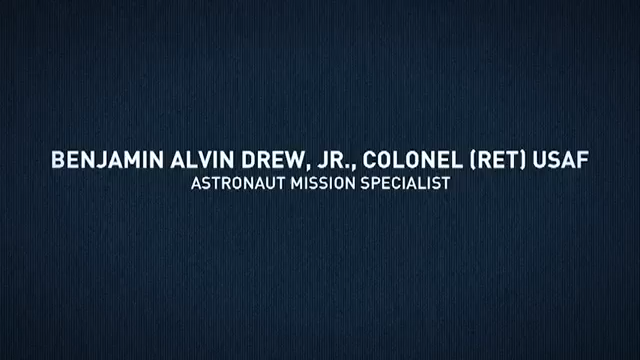 BENJAMIN ALVIN DREW, JR., COLONEL (RET) USAF
ASTRONAUT MISSION SPECIALIST